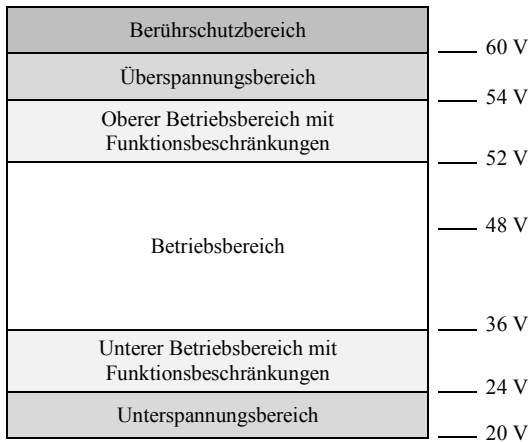 Berührschutzbereich
60 V
Überspannungsbereich
54 V
Oberer Betriebsbereich mit
Funktionsbeschränkungen
52 V
48 V
Betriebsbereich
36 V
Unterer Betriebsbereich mit
Funktionsbeschränkungen
24 V
Unterspannungsbereich
20 V